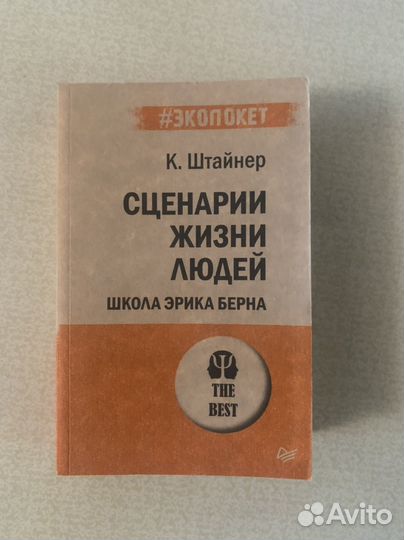 #ЭКОПОКЕТ
К. Штайнер
СЦЕНАРИИ
ЖИЗНИ
ЛЮДЕЙ
ШКОЛА ЭРИКА БЕРНА
Ψ
THE
BEST
Avito